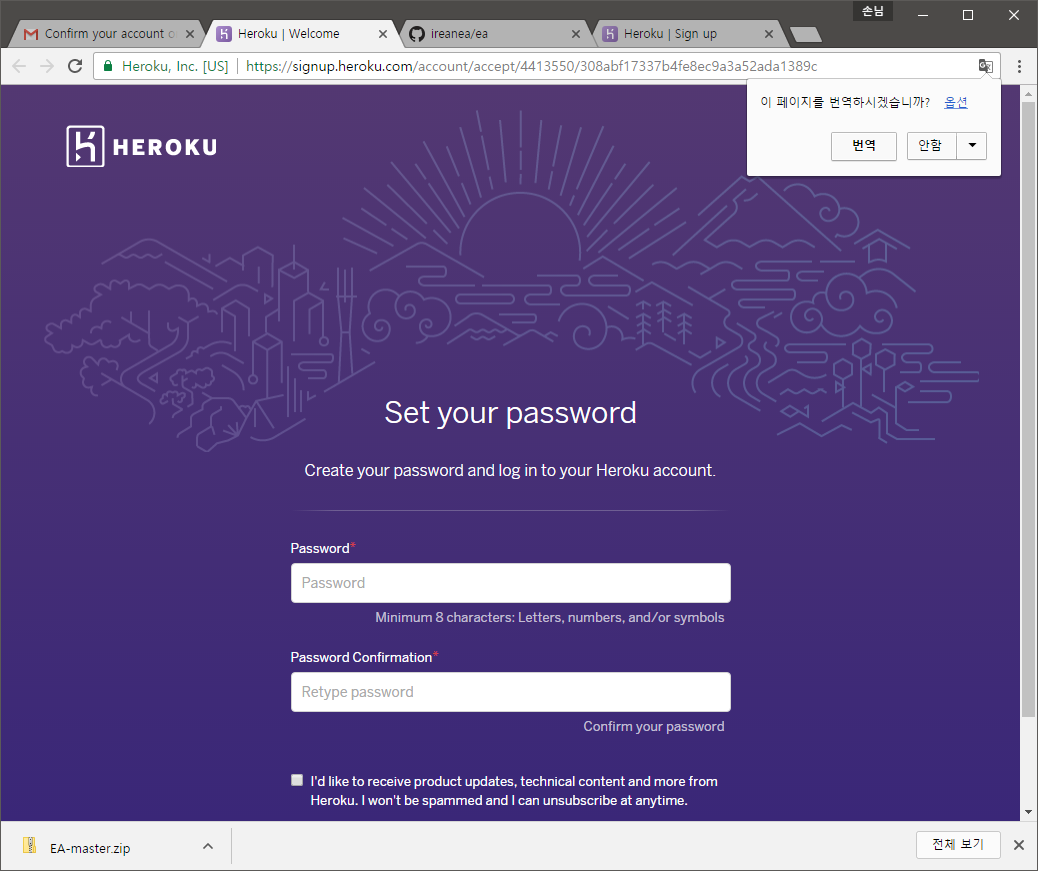 손님
Confirm your account o
Heroku | Welcome
ireanea/ea
Heroku | Sign up
Heroku, Inc. [US]
https://signup.heroku.com/account/accept/4413550/308abf17337b4fe8ec9a3a52ada1389c
이 페이지를 번역하시겠습니까? 옵션
번역 안함
HEROKU
Set your password
Create your password and log in to your Heroku account.
Password*
Password
Minimum 8 characters: Letters, numbers, and/or symbols
Password Confirmation*
Retype password
Confirm your password
I'd like to receive product updates, technical content and more from
Heroku. I won't be spammed and I can unsubscribe at anytime.
EA-master.zip
전체 보기